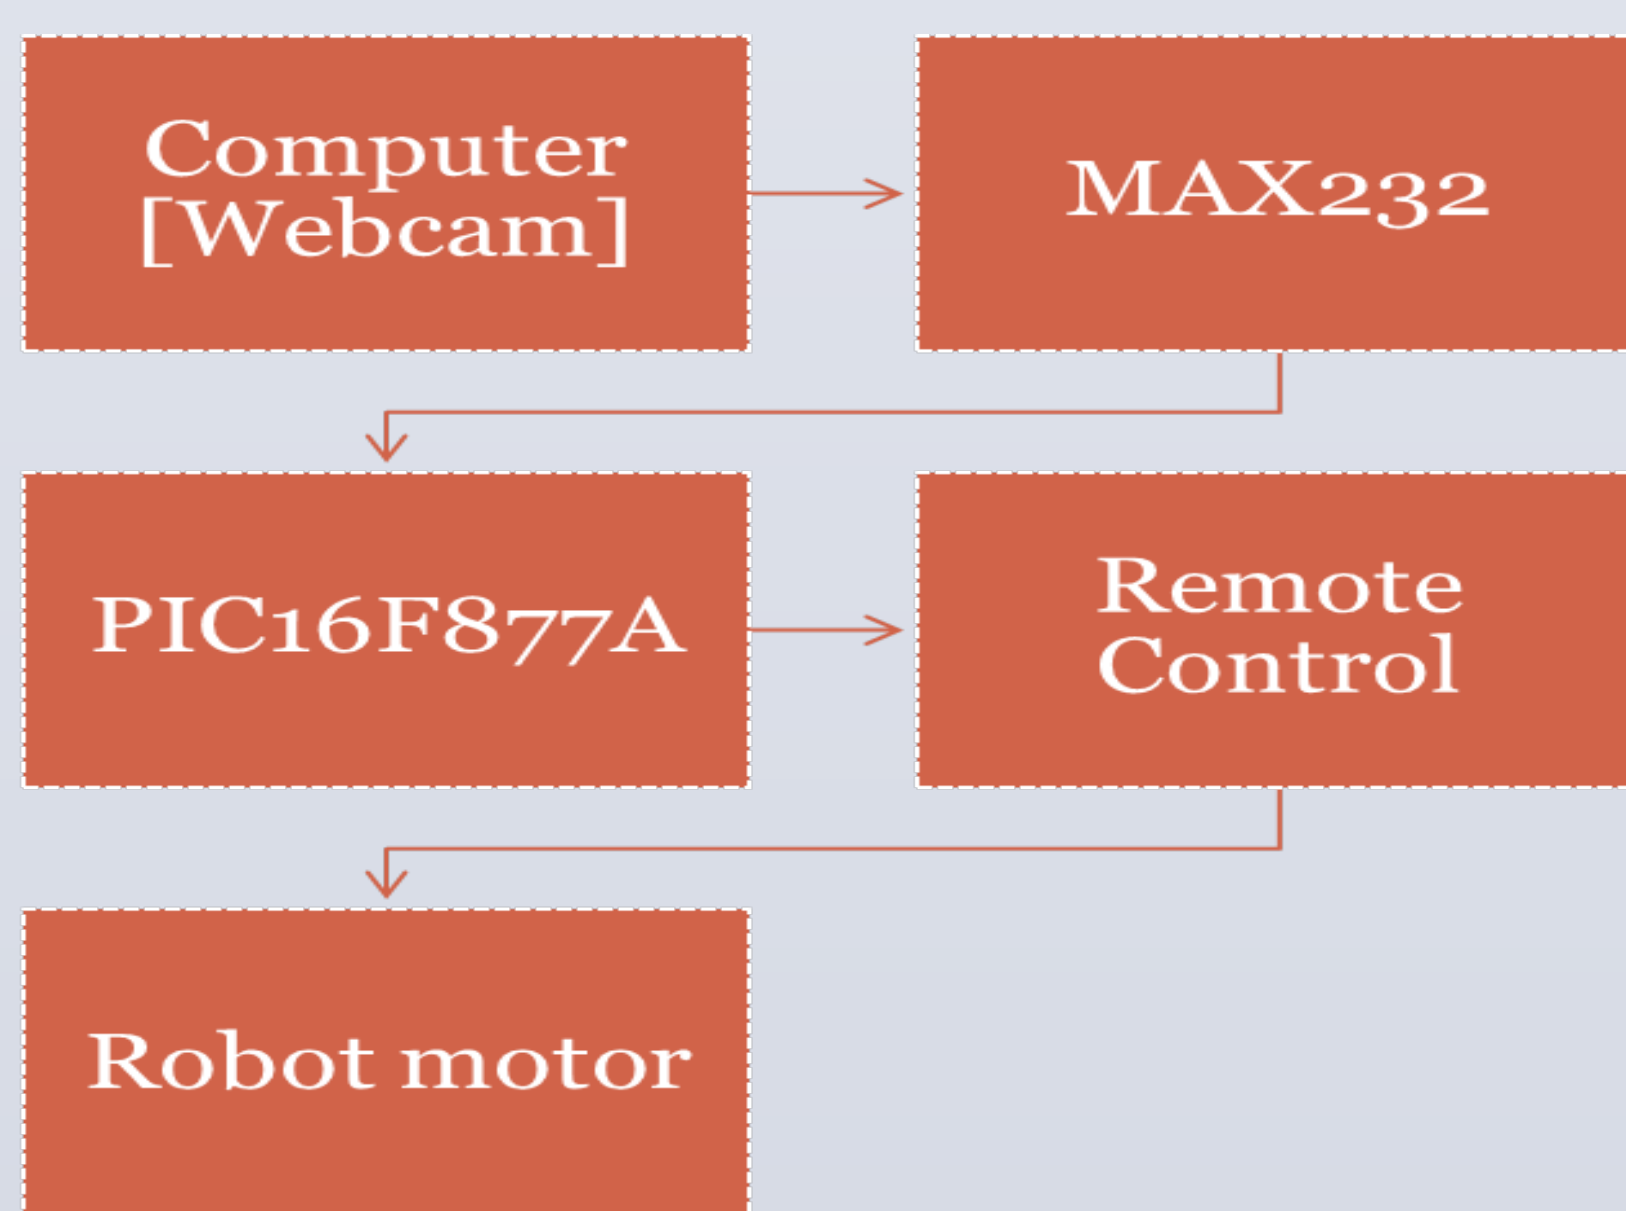 Computer
[Webcam]
MAX232
PIC16F877A
Remote
Control
Robot motor